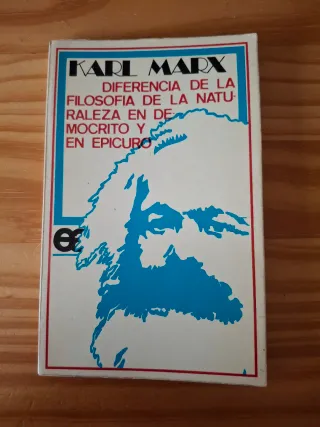 KARL MARX
DIFERENCIA DE LA
FILOSOFIA DE LA NATU-
RALEZA EN DE
MOCRITO Y
EN EPICURO